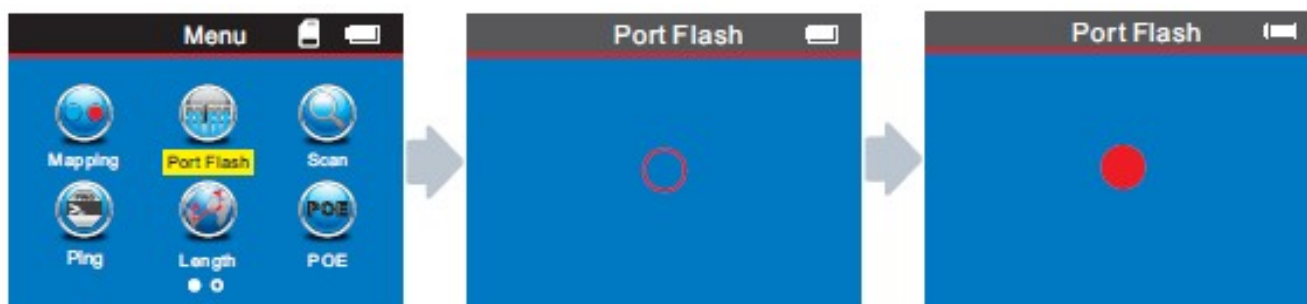 Menu
Port Flash
Port Flash
Mapping
Port Flash
Scan
Ping
Length
POE
POE